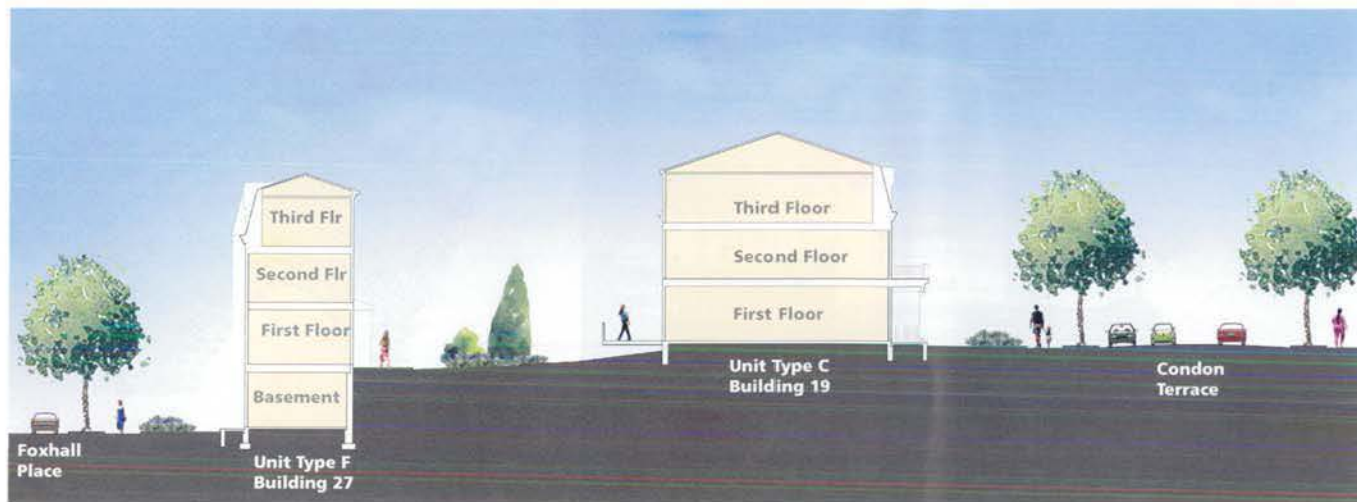 Third Flr
Second Flr
First Floor
Basement
Foxhall
Place
Unit Type F
Building 27
Third Floor
Second Floor
First Floor
Unit Type C
Building 19
Condon
Terrace